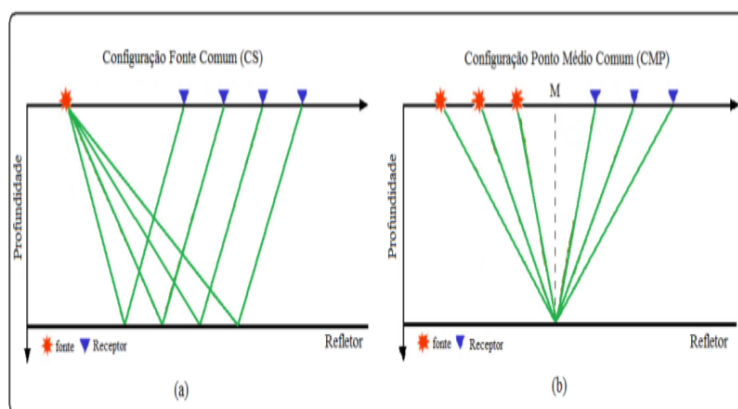 Configuração Fonte Comum (CS)
Profundidade
Refletor
fonte Receptor
(a)
Configuração Ponto Médio Comum (CMP)
M
Profundidade
Refletor
fonte Receptor
(b)